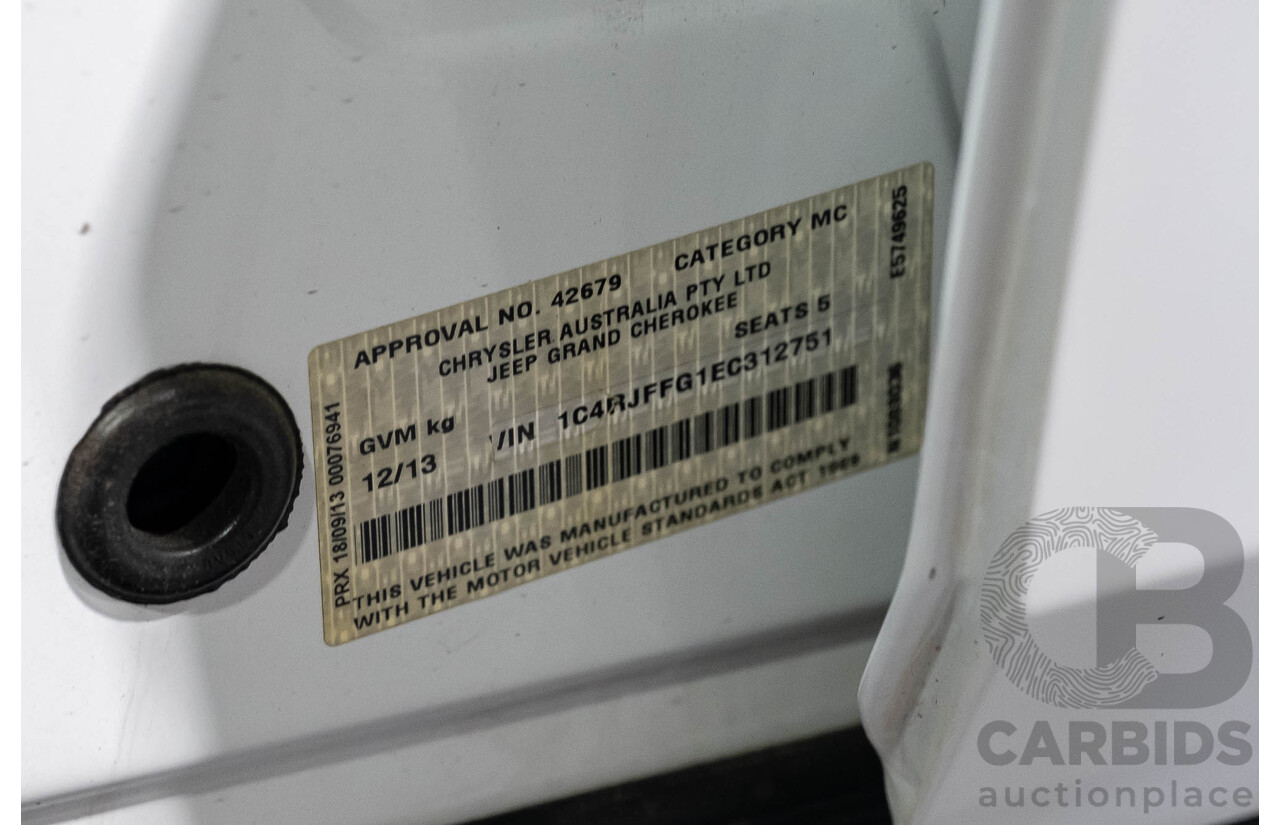 APPROVAL NO. 42679 CATEGORY MC
CHRYSLER AUSTRALIA PTY LTD
JEEP GRAND CHEROKEE
SEATS 5
GVM kg
12/13 VIN 1C4RJFFG1EC312751
THIS VEHICLE WAS MANUFACTURED TO COMPLY
WITH THE MOTOR VEHICLE STANDARDS ACT 1989
PRX 18/09/13 00076941
E5749625
CB
CARBIDS
auctionplace